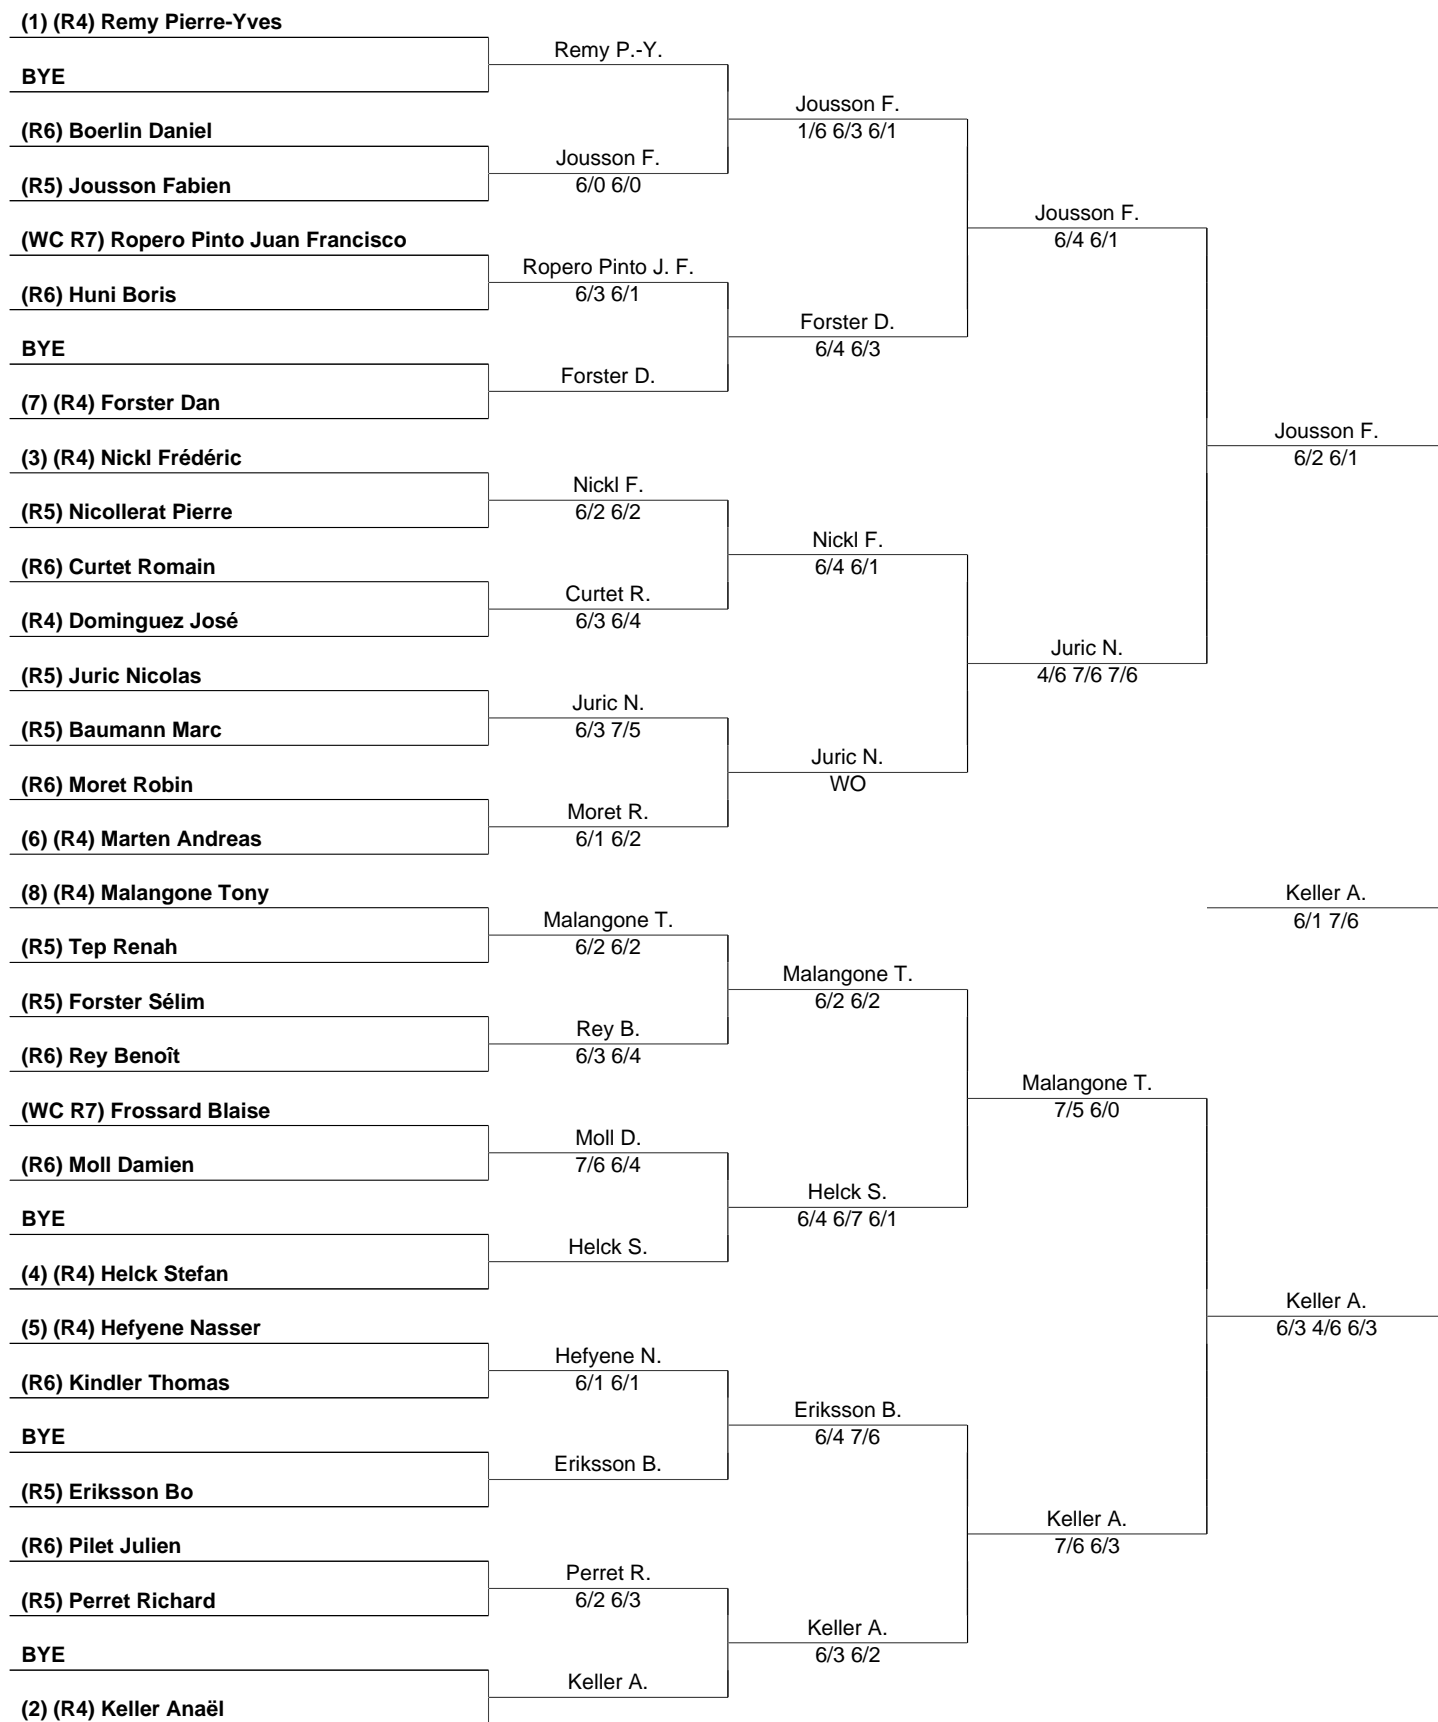 (1) (R4) Remy Pierre-Yves
Remy P.-Y.
BYE
Jousson F.
1/6 6/3 6/1
(R6) Boerlin Daniel
Jousson F.
6/0 6/0
(R5) Jousson Fabien
Jousson F.
6/4 6/1
(WC R7) Ropero Pinto Juan Francisco
Ropero Pinto J. F.
6/3 6/1
(R6) Huni Boris
Forster D.
6/4 6/3
BYE
Forster D.
(7) (R4) Forster Dan
Jousson F.
6/2 6/1
(3) (R4) Nickl Frédéric
Nickl F.
6/2 6/2
(R5) Nicollerat Pierre
Nickl F.
6/4 6/1
(R6) Curtet Romain
Curtet R.
6/3 6/4
(R4) Dominguez José
Juric N.
4/6 7/6 7/6
(R5) Juric Nicolas
Juric N.
6/3 7/5
(R5) Baumann Marc
Juric N.
WO
(R6) Moret Robin
Moret R.
6/1 6/2
(6) (R4) Marten Andreas
(8) (R4) Malangone Tony
Keller A.
6/1 7/6
Malangone T.
6/2 6/2
(R5) Tep Renah
Malangone T.
6/2 6/2
(R5) Forster Sélim
Rey B.
6/3 6/4
(R6) Rey Benoît
Malangone T.
7/5 6/0
(WC R7) Frossard Blaise
Moll D.
7/6 6/4
(R6) Moll Damien
Helck S.
6/4 6/7 6/1
BYE
Helck S.
(4) (R4) Helck Stefan
Keller A.
6/3 4/6 6/3
(5) (R4) Hefyene Nasser
Hefyene N.
6/1 6/1
(R6) Kindler Thomas
Eriksson B.
6/4 7/6
BYE
Eriksson B.
(R5) Eriksson Bo
Keller A.
7/6 6/3
(R6) Pilet Julien
Perret R.
6/2 6/3
(R5) Perret Richard
Keller A.
6/3 6/2
BYE
Keller A.
(2) (R4) Keller Anaël